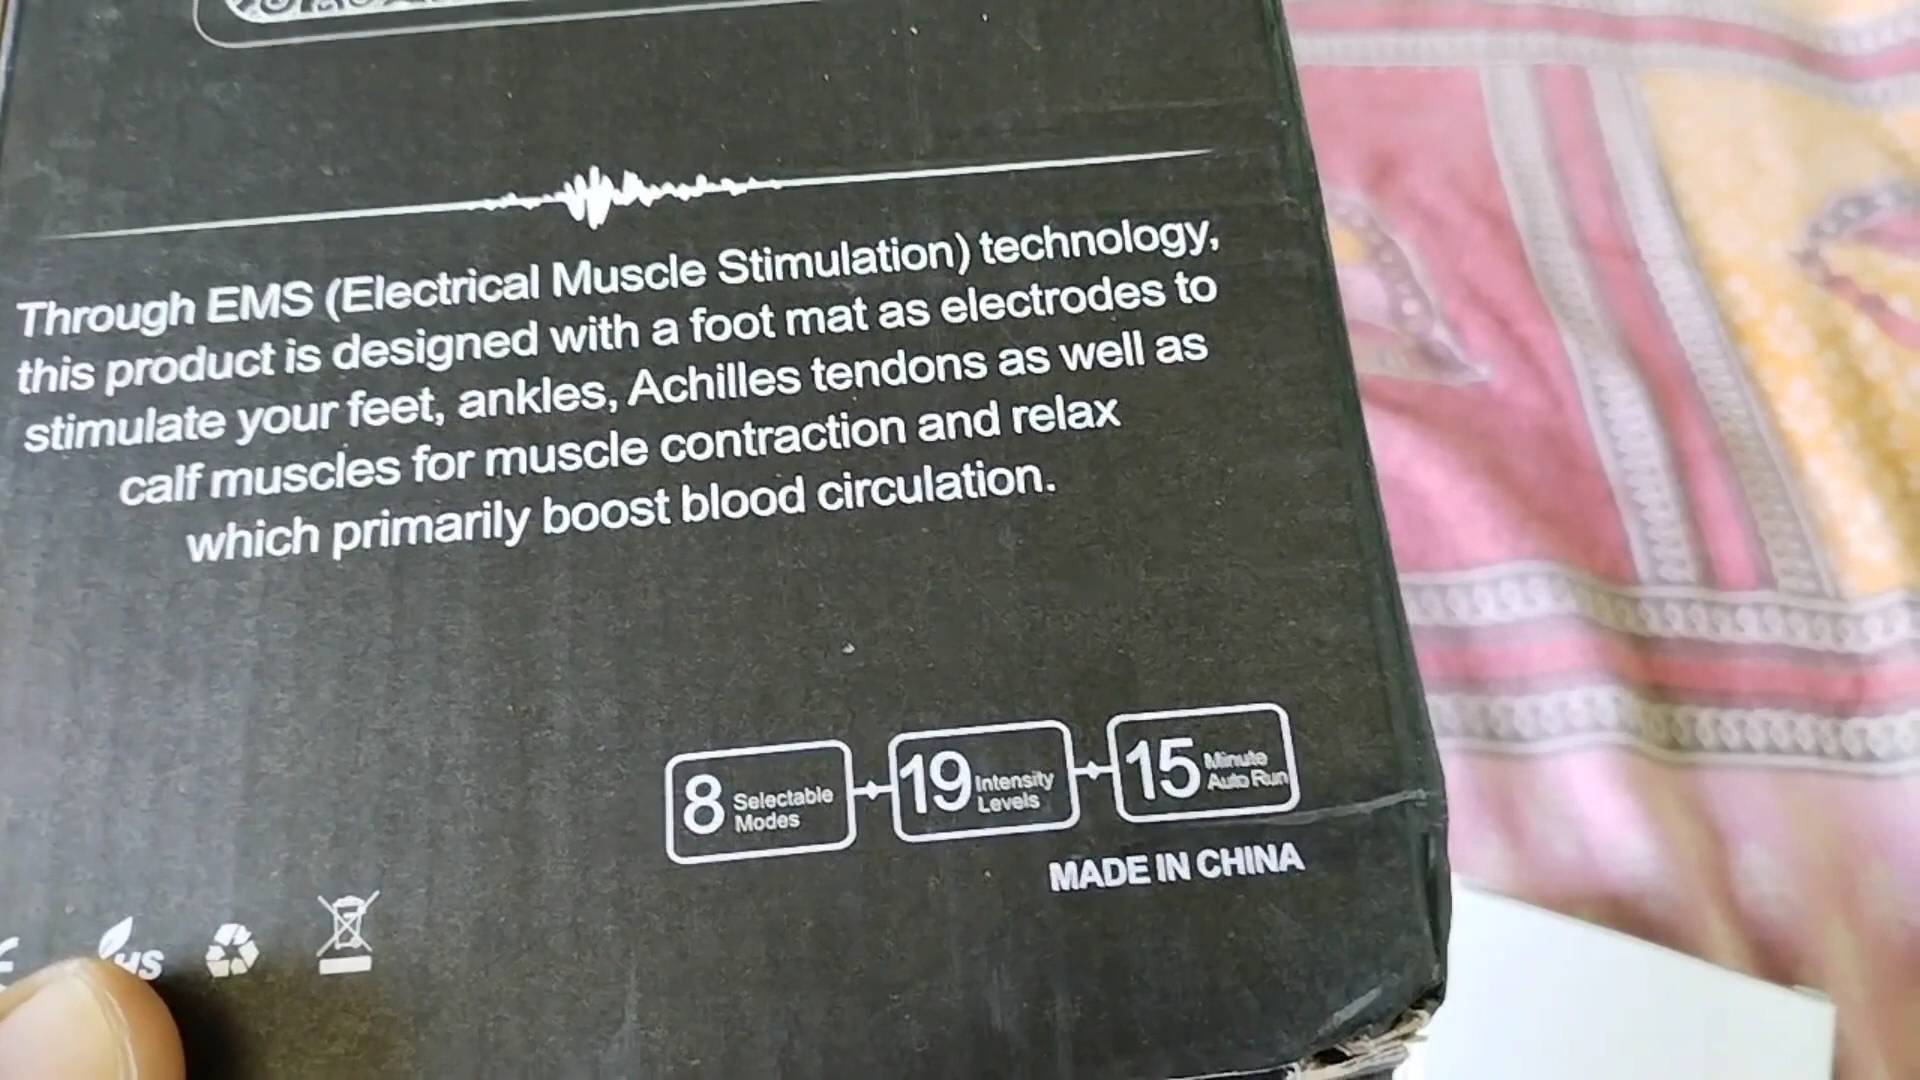 Through EMS (Electrical Muscle Stimulation) technology,
this product is designed with a foot mat as electrodes to
stimulate your feet, ankles, Achilles tendons as well as
calf muscles for muscle contraction and relax
which primarily boost blood circulation.
8 Selectable Modes
19 Intensity Levels
15 Minute Auto Run
MADE IN CHINA